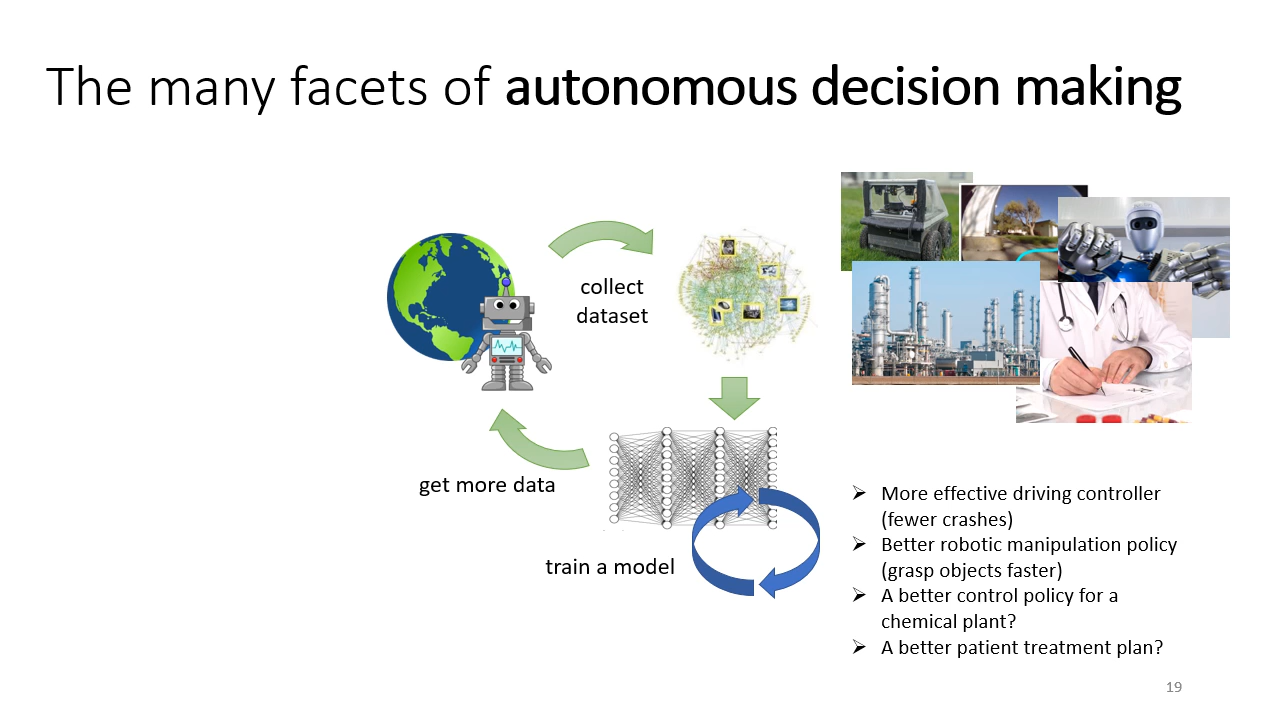 The many facets of autonomous decision making
collect
dataset
get more data
train a model
➢ More effective driving controller
(fewer crashes)
➢ Better robotic manipulation policy
(grasp objects faster)
➢ A better control policy for a
chemical plant?
➢ A better patient treatment plan?
19